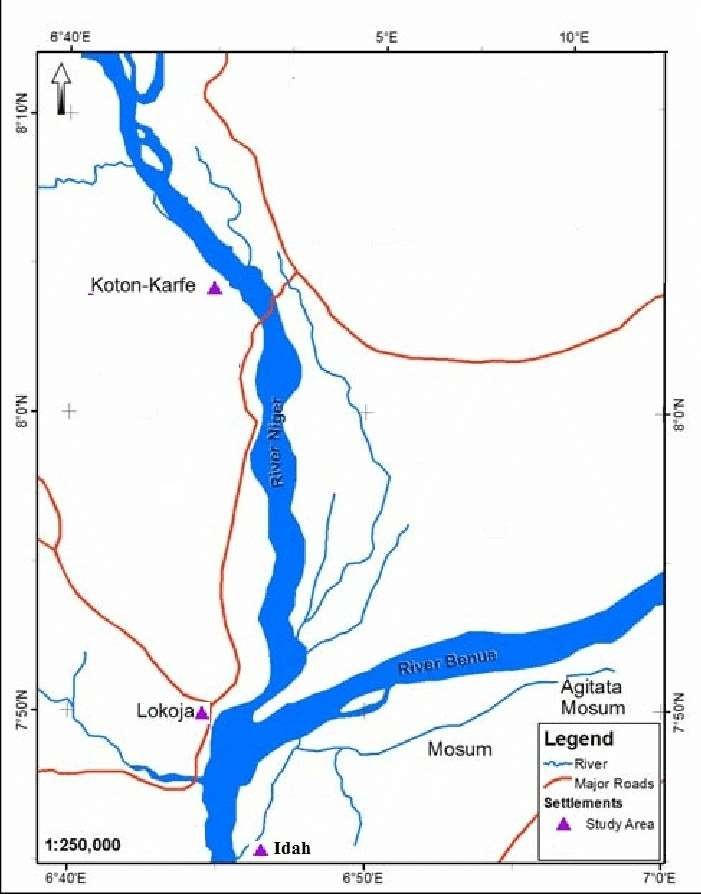 6°40'E 5°E 10°E
8°10'N
Koton-Karfe
8°0'N 8°0'N
River Niger
River Benue
Agitata
Mosum
7°50'N Lokoja 7°50'N
Mosum
Legend
River
Major Roads
Settlements
Study Area
1:250,000
Idah
6°40'E 6°50'E 7°0'E